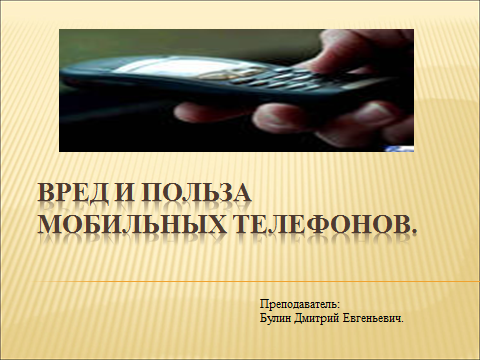 ВРЕД И ПОЛЬЗА
МОБИЛЬНЫХ ТЕЛЕФОНОВ.
Преподаватель:
Булин Дмитрий Евгеньевич.